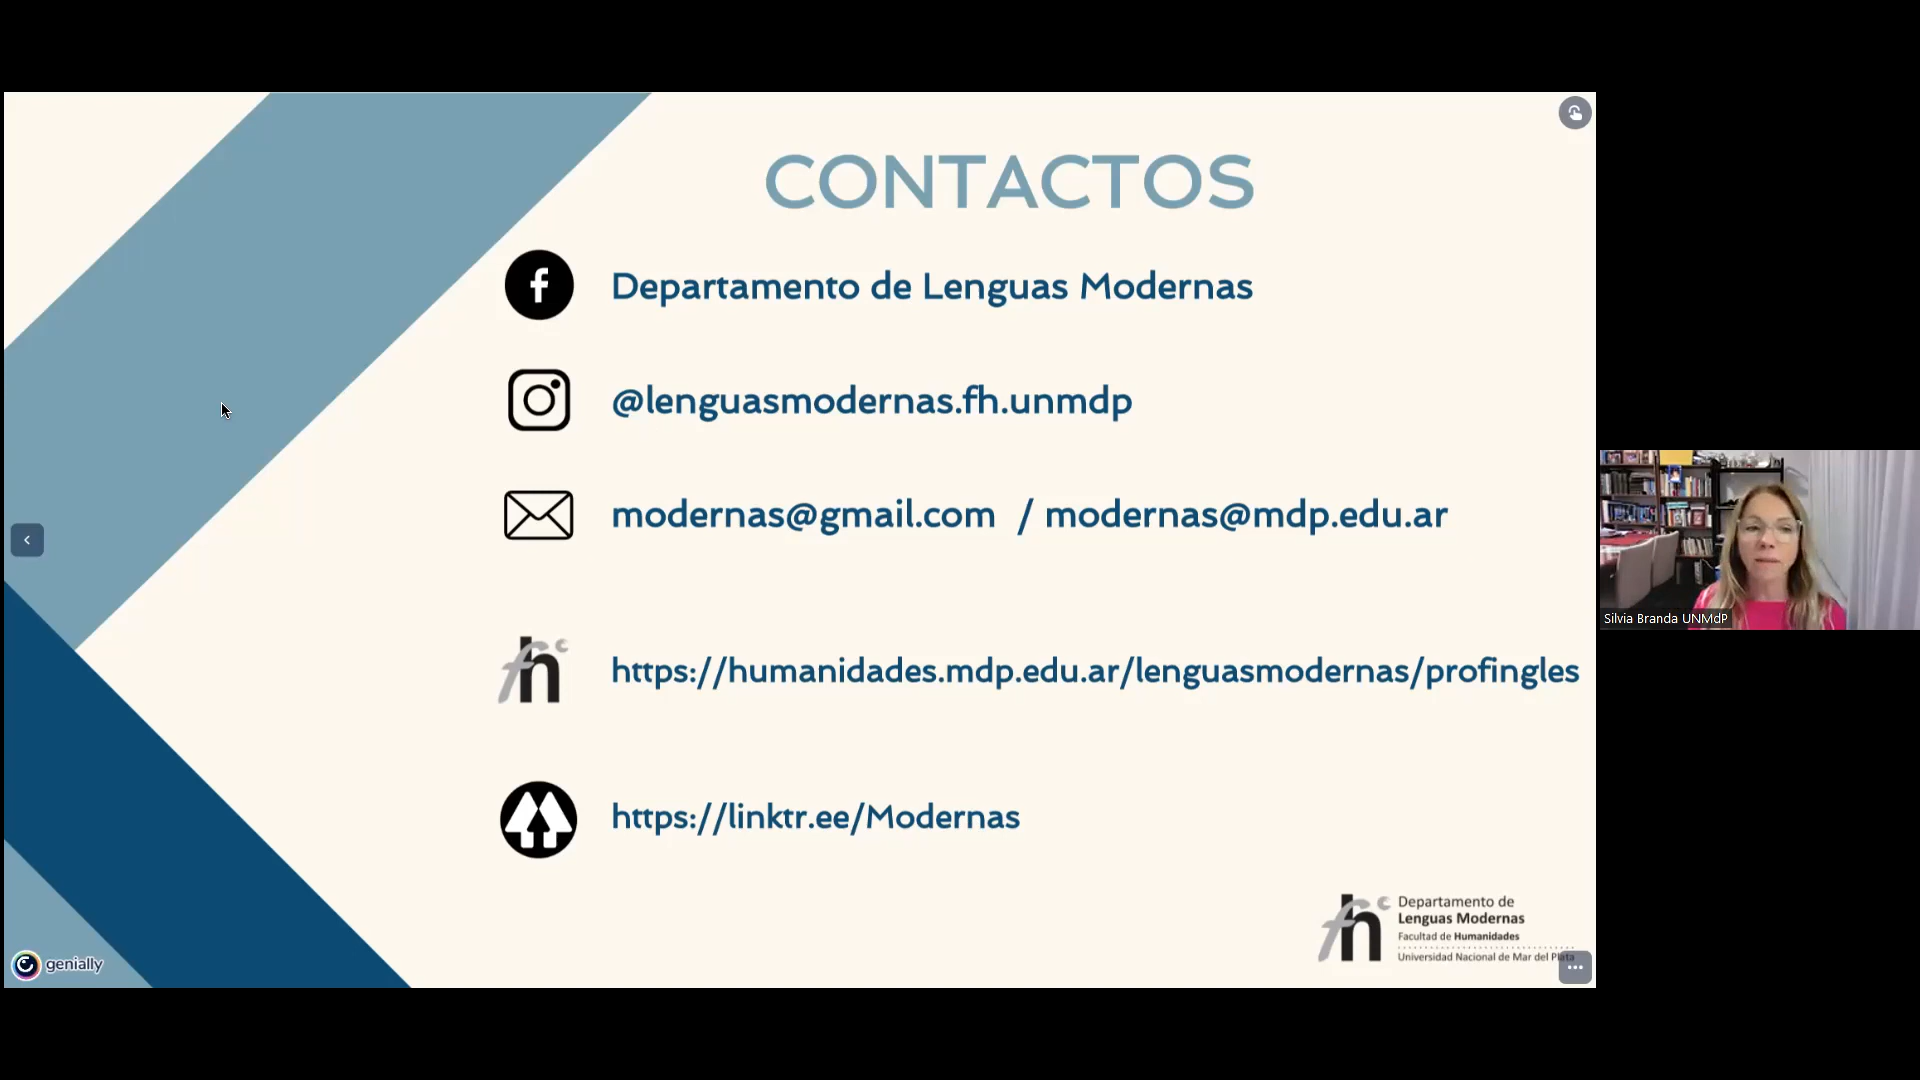 CONTACTOS
Departamento de Lenguas Modernas
@lenguasmodernas.fh.unmdp
modernas@gmail.com / modernas@mdp.edu.ar
https://humanidades.mdp.edu.ar/lenguasmodernas/profingles
https://linktr.ee/Modernas
Departamento de
Lenguas Modernas
Facultad de Humanidades
Universidad Nacional de Mar del Plata
genially
Silvia Branda UNMdP